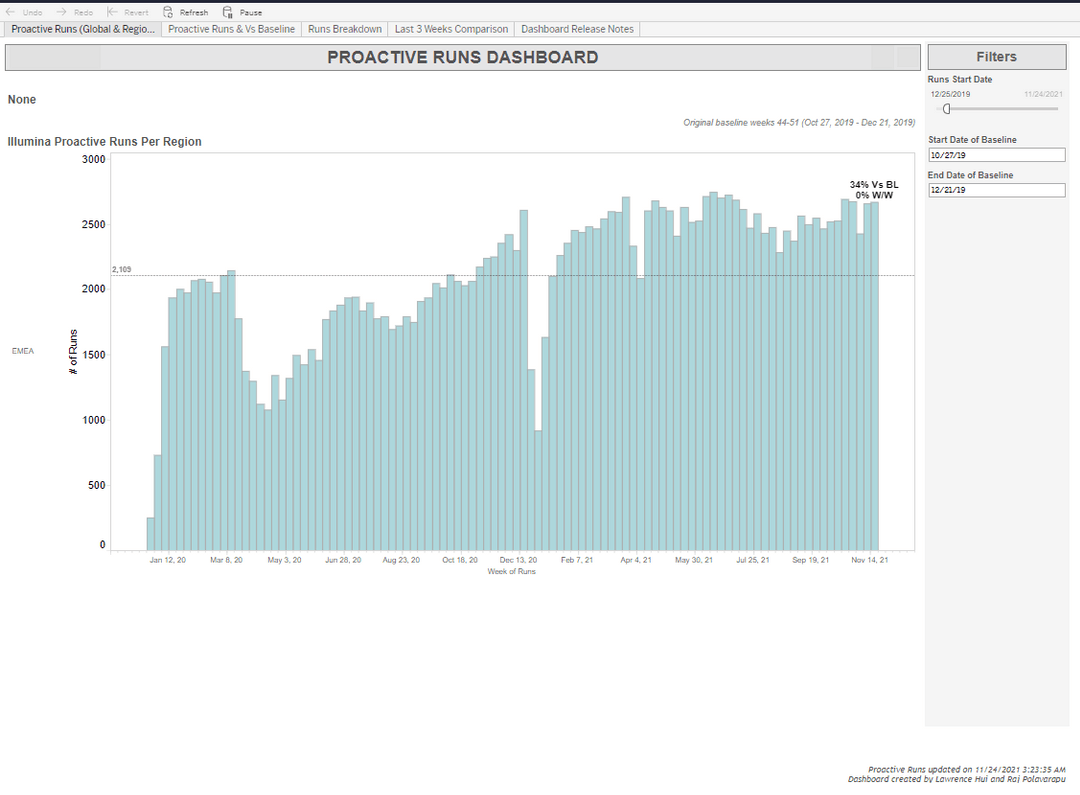 Undo Redo Revert Refresh Pause
Proactive Runs (Global & Regio... Proactive Runs & Vs Baseline Runs Breakdown Last 3 Weeks Comparison Dashboard Release Notes
PROACTIVE RUNS DASHBOARD
Filters
Runs Start Date
12/25/2019 11/24/2021
None
Original baseline weeks 44-51 (Oct 27, 2019 - Dec 21, 2019)
Start Date of Baseline
10/27/19
End Date of Baseline
12/21/19
Illumina Proactive Runs Per Region
3000
34% Vs BL
0% W/W
2500
2,109
2000
EMEA
# of Runs
1500
1000
500
0
Jan 12, 20 Mar 8, 20 May 3, 20 Jun 28, 20 Aug 23, 20 Oct 18, 20 Dec 13, 20 Feb 7, 21 Apr 4, 21 May 30, 21 Jul 25, 21 Sep 19, 21 Nov 14, 21
Week of Runs
Proactive Runs updated on 11/24/2021 3:23:35 AM
Dashboard created by Lawrence Hui and Raj Polavarapu